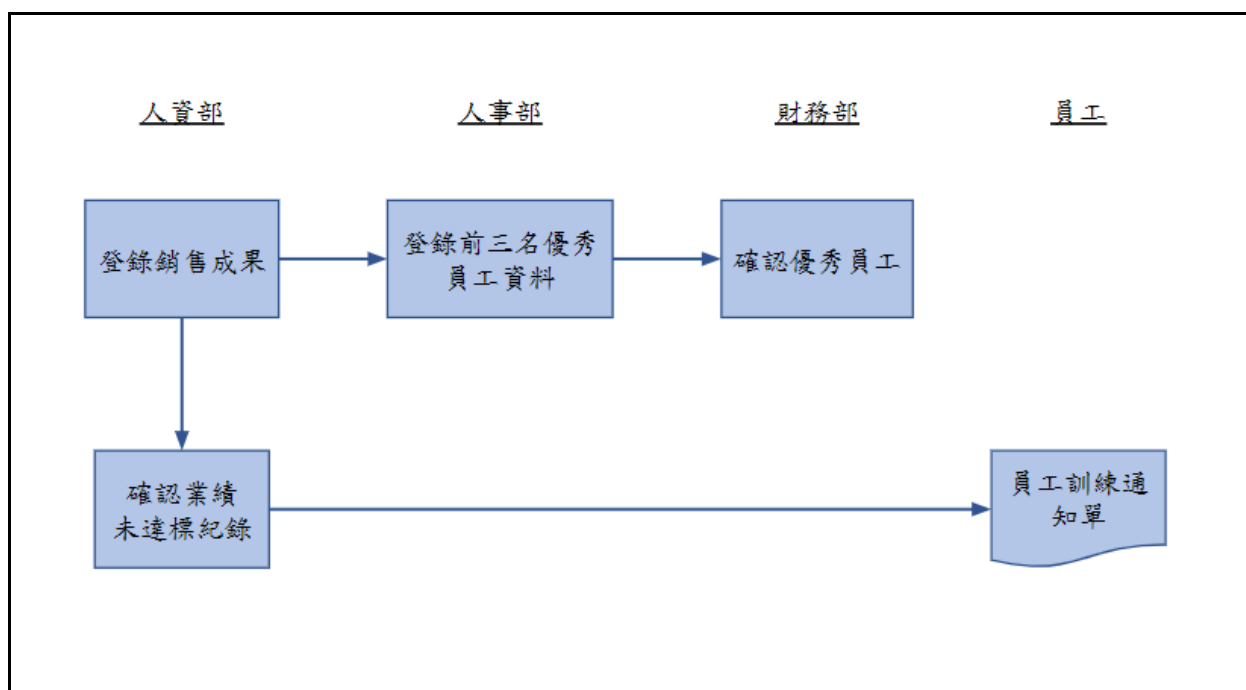 人資部
人事部
財務部
員工
登錄銷售成果
登錄前三名優秀
員工資料
確認優秀員工
確認業績
未達標紀錄
員工訓練通
知單